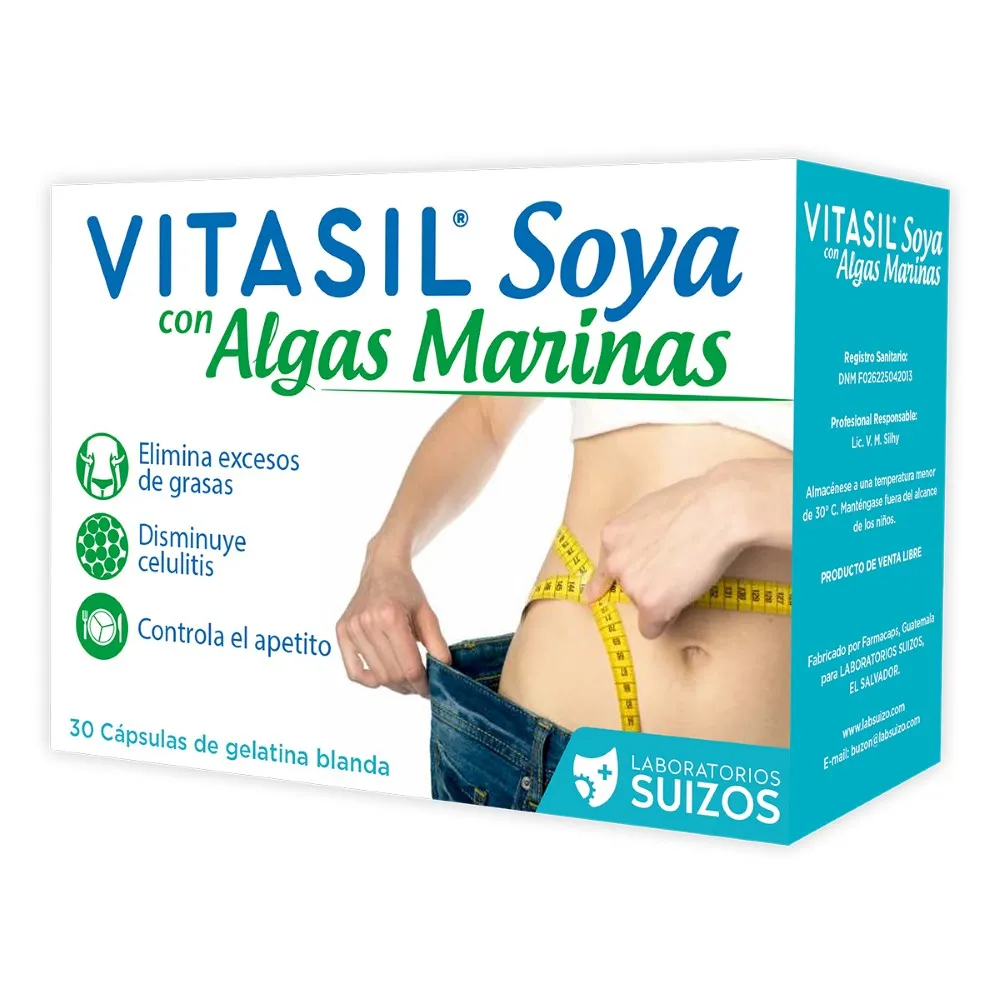 VITASIL® Soya
con Algas Marinas
Elimina excesos
de grasas
Disminuye
celulitis
Controla el apetito
30 Cápsulas de gelatina blanda
LABORATORIOS
SUIZOS
VITASIL® Soya
con Algas Marinas
Registro Sanitario:
DNM F026225042013
Profesional Responsable:
Lic. V. M. Silhy
Almacénese a una temperatura menor
de 30º C. Manténgase fuera del alcance
de los niños.
PRODUCTO DE VENTA LIBRE
Fabricado por Farmacaps, Guatemala
para LABORATORIOS SUIZOS,
EL SALVADOR.
www.labsuizo.com
E-mail: buzon@labsuizo.com